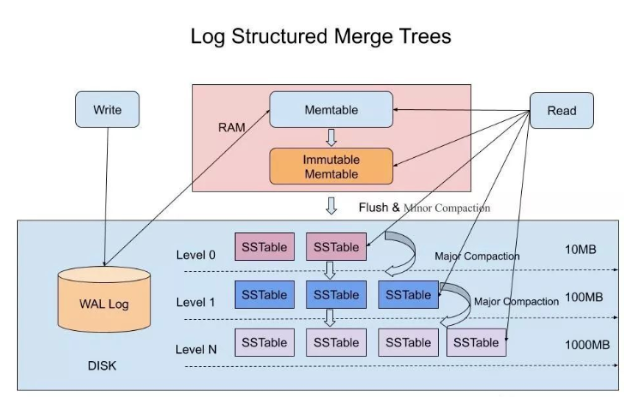 Log Structured Merge Trees
Write
Memtable
Read
RAM
Immutable
Memtable
Flush & Minor Compaction
Level 0
SSTable
SSTable
Major Compaction
10MB
WAL Log
Level 1
SSTable
SSTable
SSTable
Major Compaction
100MB
Level N
SSTable
SSTable
SSTable
SSTable
1000MB
DISK